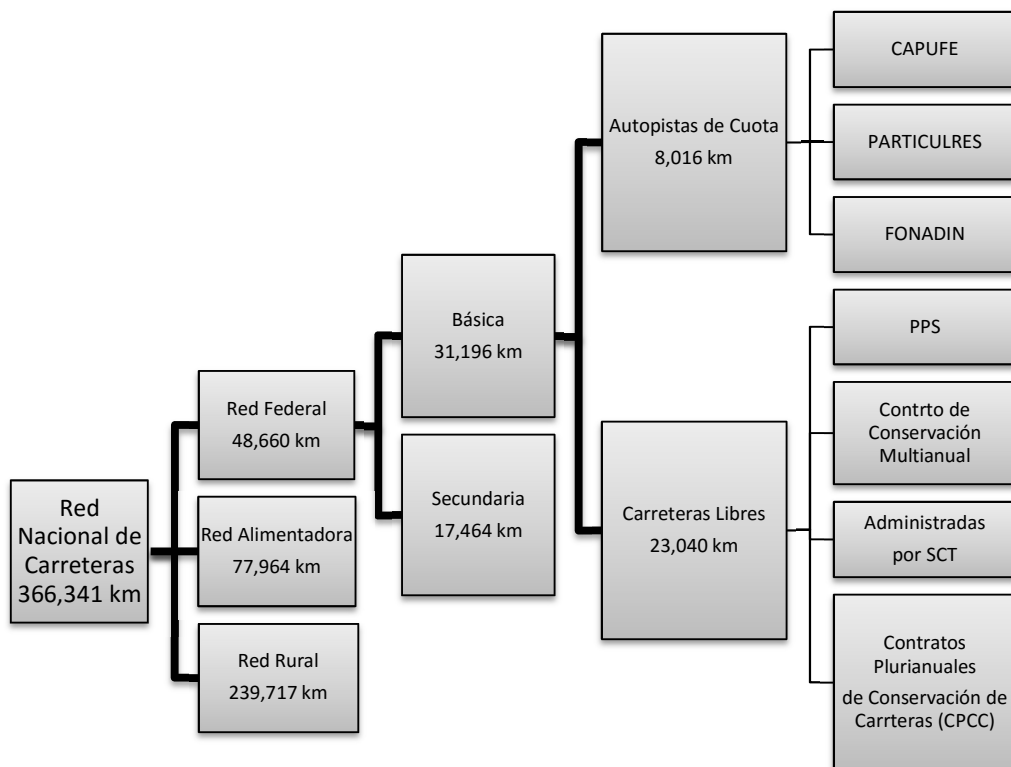 Red
Nacional de
Carreteras
366,341 km
Red Federal
48,660 km
Red Alimentadora
77,964 km
Red Rural
239,717 km
Básica
31,196 km
Secundaria
17,464 km
Autopistas de Cuota
8,016 km
Carreteras Libres
23,040 km
CAPUFE
PARTICULRES
FONADIN
PPS
Contrto de
Conservación
Multianual
Administradas
por SCT
Contratos
Plurianuales
de Conservación de
Carrteras (CPCC)